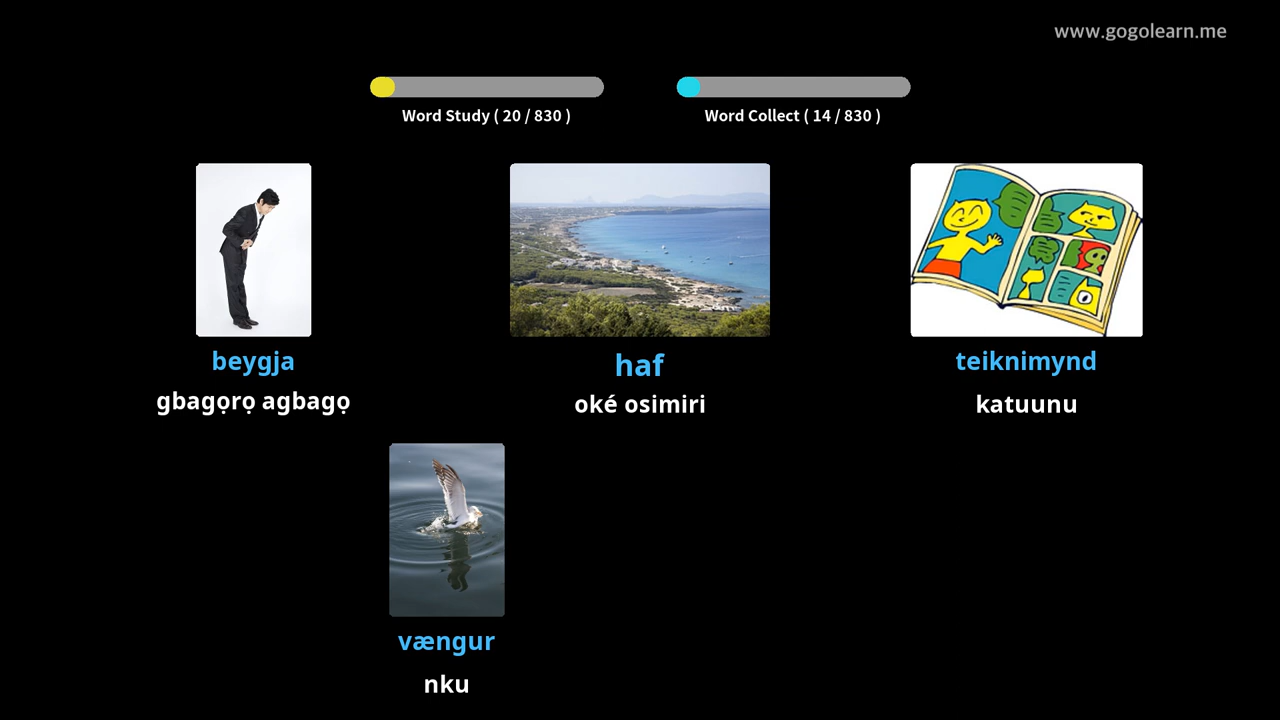 www.gogolearn.me
Word Study ( 20 / 830 )
Word Collect ( 14 / 830 )
beygja
haf
teiknimynd
gbagọrọ agbagọ
oké osimiri
katuunu
vængur
nku